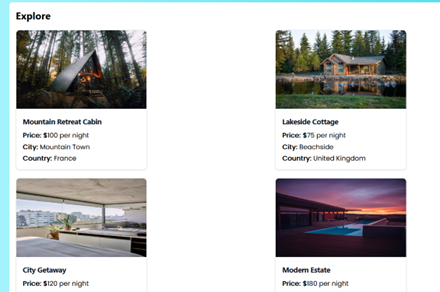 Explore
Mountain Retreat Cabin
Price: $100 per night
City: Mountain Town
Country: France
Lakeside Cottage
Price: $75 per night
City: Beachside
Country: United Kingdom
City Getaway
Price: $120 per night
Modern Estate
Price: $180 per night